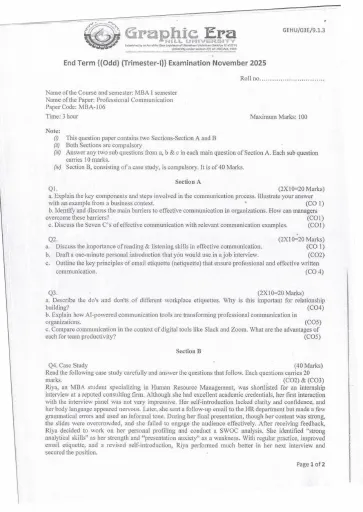 GEHU/03E/9.1.3
Graphic Era
HILL UNIVERSITY
End Term ((Odd) (Trimester-I)) Examination November 2025
Roll no.
Name of the Course and semester: MBA I semester
Name of the Paper: Professional Communication
Paper Code: MBA-106
Time: 3 hour Maximum Marks: 100
Note:
(i) This question paper contains two Sections-Section A and B
(ii) Both Sections are compulsory
(iii) Answer any two sub-questions from a, b & c in each main question of Section A. Each sub question
carries 10 marks.
(iv) Section B, consisting of a case study, is compulsory. It is of 40 Marks.
Section A
Q1. (2X10=20 Marks)
a. Explain the key components and steps involved in the communication process. Illustrate your answer
with an example from a business context. (CO 1)
b. Identify and discuss the main barriers to effective communication in organizations. How can managers
overcome these barriers? (CO1)
c. Discuss the Seven C's of effective communication with relevant communication examples. (CO1)
Q2. (2X10=20 Marks)
a. Discuss the importance of reading & listening skills in effective communication. (CO 1)
b. Draft a one-minute personal introduction that you would use in a job interview. (CO2)
c. Outline the key principles of email etiquette (netiquette) that ensure professional and effective written
communication. (CO 4)
Q3. (2X10=20 Marks)
a. Describe the do's and don'ts of different workplace etiquettes. Why is this important for relationship
building? (CO4)
b. Explain how AI-powered communication tools are transforming professional communication in
organizations. (CO5)
c. Compare communication in the context of digital tools like Slack and Zoom. What are the advantages of
each for team productivity? (CO5)
Section B
Q4. Case Study (40 Marks)
Read the following case study carefully and answer the questions that follow. Each questions carries 20
marks. (CO2) & (CO3)
Riya, an MBA student specializing in Human Resource Management, was shortlisted for an internship
interview at a reputed consulting firm. Although she had excellent academic credentials, her first interaction
with the interview panel was not very impressive. Her self-introduction lacked clarity and confidence, and
her body language appeared nervous. Later, she sent a follow-up email to the HR department but made a few
grammatical errors and used an informal tone. During her final presentation, though her content was strong,
the slides were overcrowded, and she failed to engage the audience effectively. After receiving feedback,
Riya decided to work on her personal profiling and conduct a SWOC analysis. She identified "strong
analytical skills" as her strength and "presentation anxiety" as a weakness. With regular practice, improved
email etiquette, and a revised self-introduction, Riya performed much better in her next interview and
secured the position.
Page 1 of 2